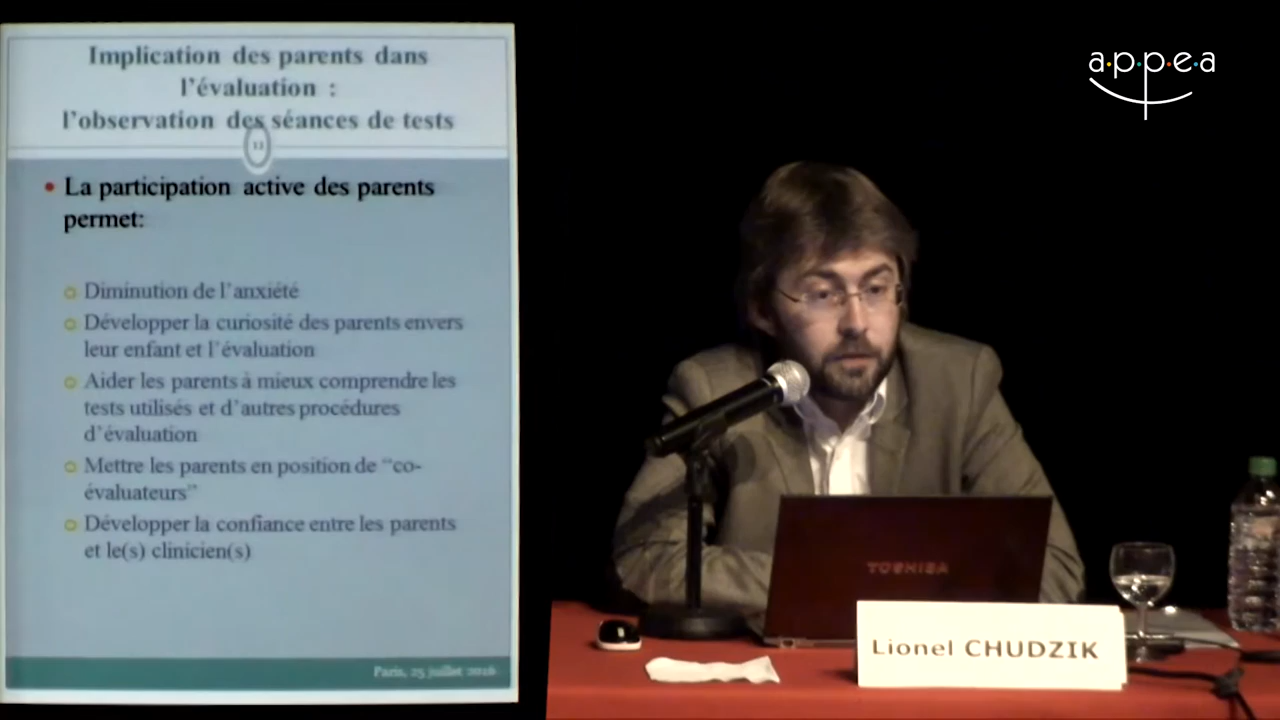 Implication des parents dans
l'évaluation :
l'observation des séances de tests
La participation active des parents
permet:
Diminution de l'anxiété
Développer la curiosité des parents envers
leur enfant et l'évaluation
Aider les parents à mieux comprendre les
tests utilisés et d'autres procédures
d'évaluation
Mettre les parents en position de "co-
évaluateurs"
Développer la confiance entre les parents
et le(s) clinicien(s)
Paris, 25 juillet 2016
a·p·p·e·a
TOSHIBA
Lionel CHUDZIK